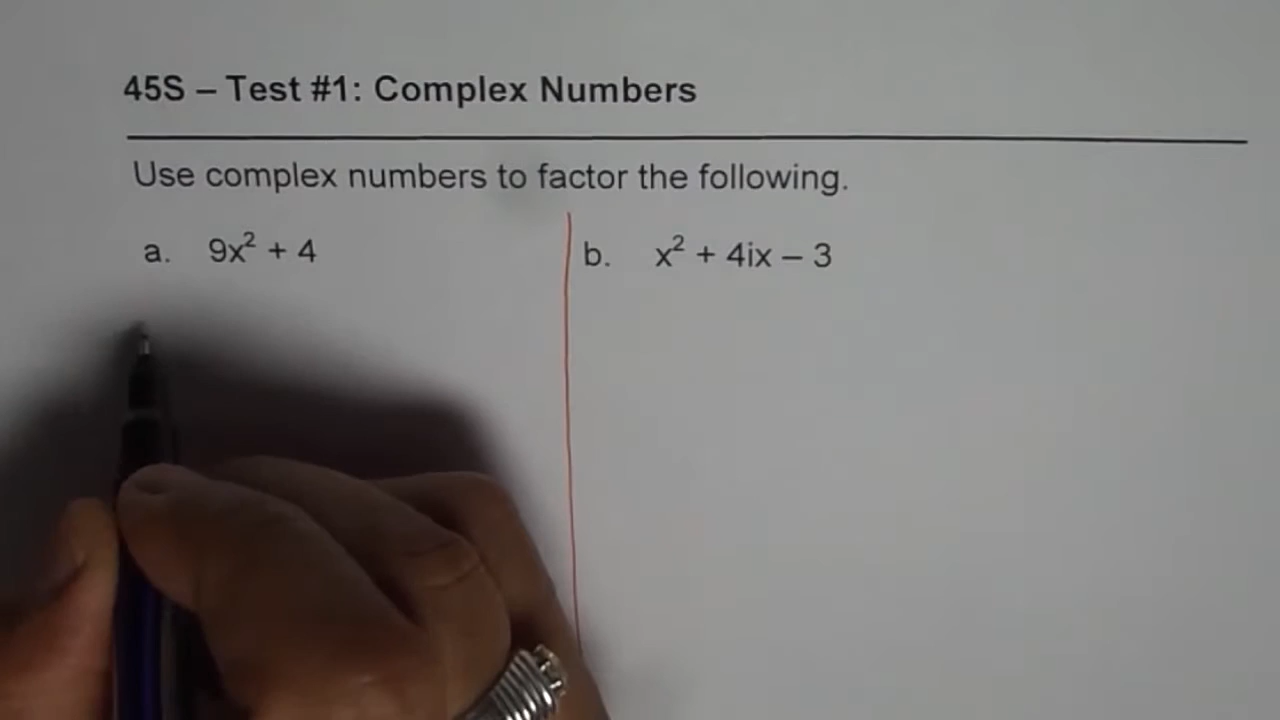 45S – Test #1: Complex Numbers
Use complex numbers to factor the following.
a. 9x² + 4
b. x² + 4ix – 3